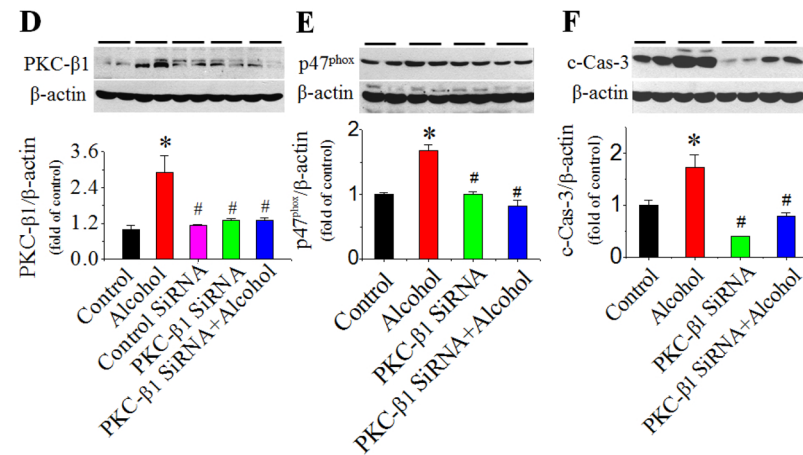 D
PKC-β1
β-actin
PKC-β1/β-actin
(fold of control)
3.6
2.4
1.2
0.0
*
#
#
#
Control
Alcohol
Control SiRNA
PKC-β1 SiRNA
PKC-β1 SiRNA+Alcohol
E
p47phox
β-actin
p47phox/β-actin
(fold of control)
2
1
0
*
#
#
Control
Alcohol
PKC-β1 SiRNA
PKC-β1 SiRNA+Alcohol
F
c-Cas-3
β-actin
c-Cas-3/β-actin
(fold of control)
2
1
0
*
#
#
Control
Alcohol
PKC-β1 SiRNA
PKC-β1 SiRNA+Alcohol